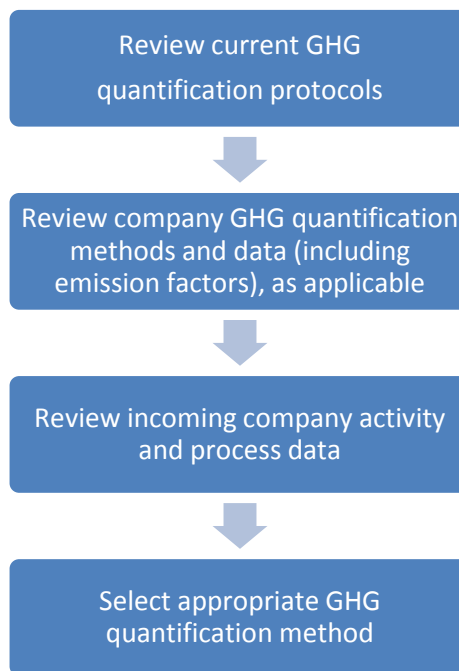 Review current GHG
quantification protocols
Review company GHG quantification
methods and data (including
emission factors), as applicable
Review incoming company activity
and process data
Select appropriate GHG
quantification method